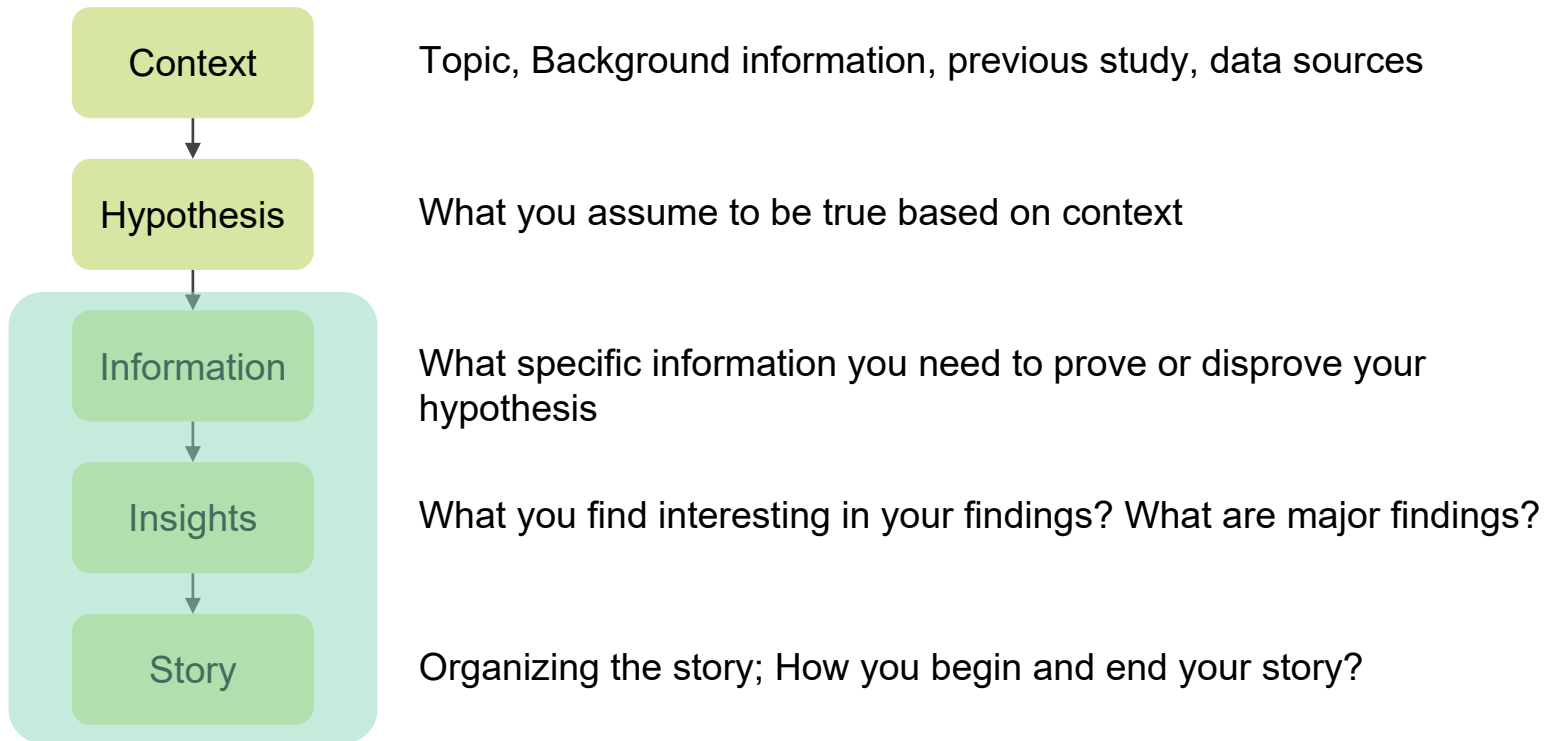 Context
Topic, Background information, previous study, data sources
Hypothesis
What you assume to be true based on context
Information
What specific information you need to prove or disprove your
hypothesis
Insights
What you find interesting in your findings? What are major findings?
Story
Organizing the story; How you begin and end your story?